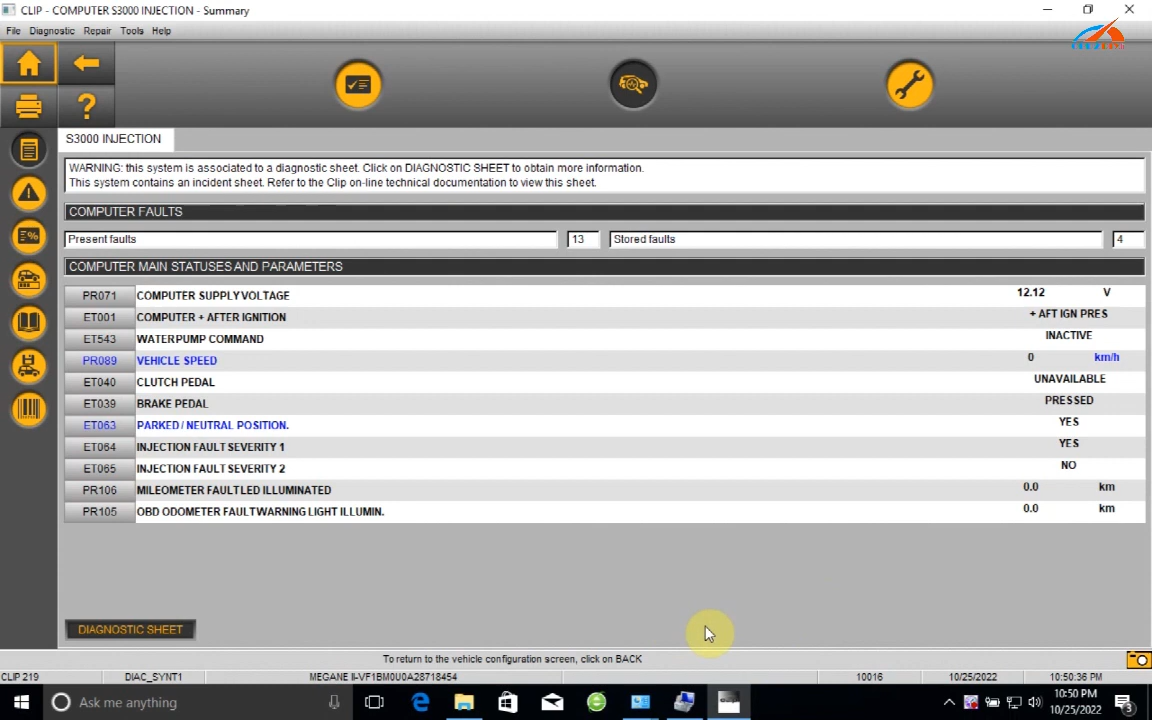 CLIP - COMPUTER S3000 INJECTION - Summary
File Diagnostic Repair Tools Help
S3000 INJECTION
WARNING: this system is associated to a diagnostic sheet. Click on DIAGNOSTIC SHEET to obtain more information.
This system contains an incident sheet. Refer to the Clip on-line technical documentation to view this sheet.
COMPUTER FAULTS
Present faults 13 Stored faults 4
COMPUTER MAIN STATUSES AND PARAMETERS
PR071 COMPUTER SUPPLY VOLTAGE 12.12 V
ET001 COMPUTER + AFTER IGNITION + AFT IGN PRES
ET543 WATER PUMP COMMAND INACTIVE
PR089 VEHICLE SPEED 0 km/h
ET040 CLUTCH PEDAL UNAVAILABLE
ET039 BRAKE PEDAL PRESSED
ET063 PARKED / NEUTRAL POSITION. YES
ET064 INJECTION FAULT SEVERITY 1 YES
ET065 INJECTION FAULT SEVERITY 2 NO
PR106 MILEOMETER FAULT LED ILLUMINATED 0.0 km
PR105 OBD ODOMETER FAULT WARNING LIGHT ILLUMIN. 0.0 km
DIAGNOSTIC SHEET
To return to the vehicle configuration screen, click on BACK
CLIP 219 DIAC_SYNT1 MEGANE II-VF1BM0U0A28718454 10016 10/25/2022 10:50:36 PM
Ask me anything
10:50 PM
10/25/2022
3